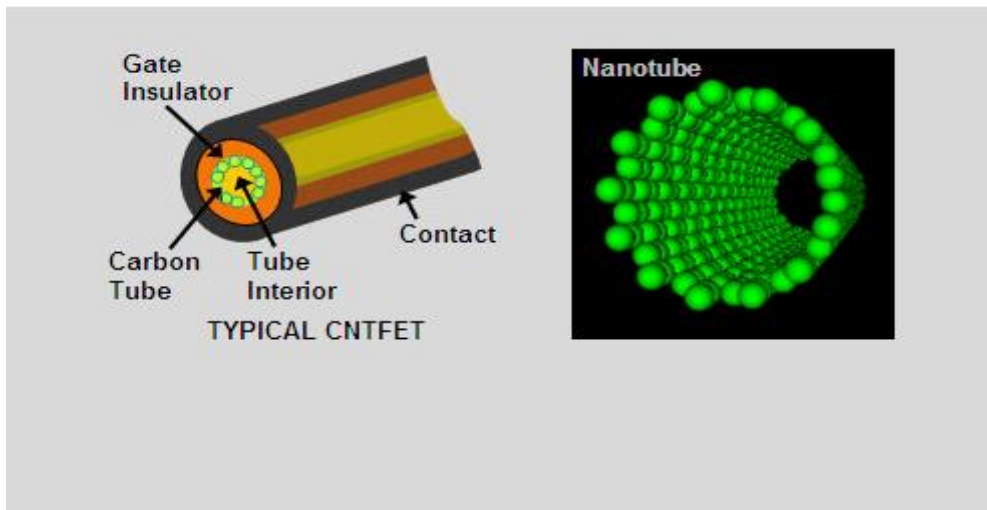 Gate
Insulator
Nanotube
Contact
Carbon
Tube
Tube
Interior
TYPICAL CNTFET